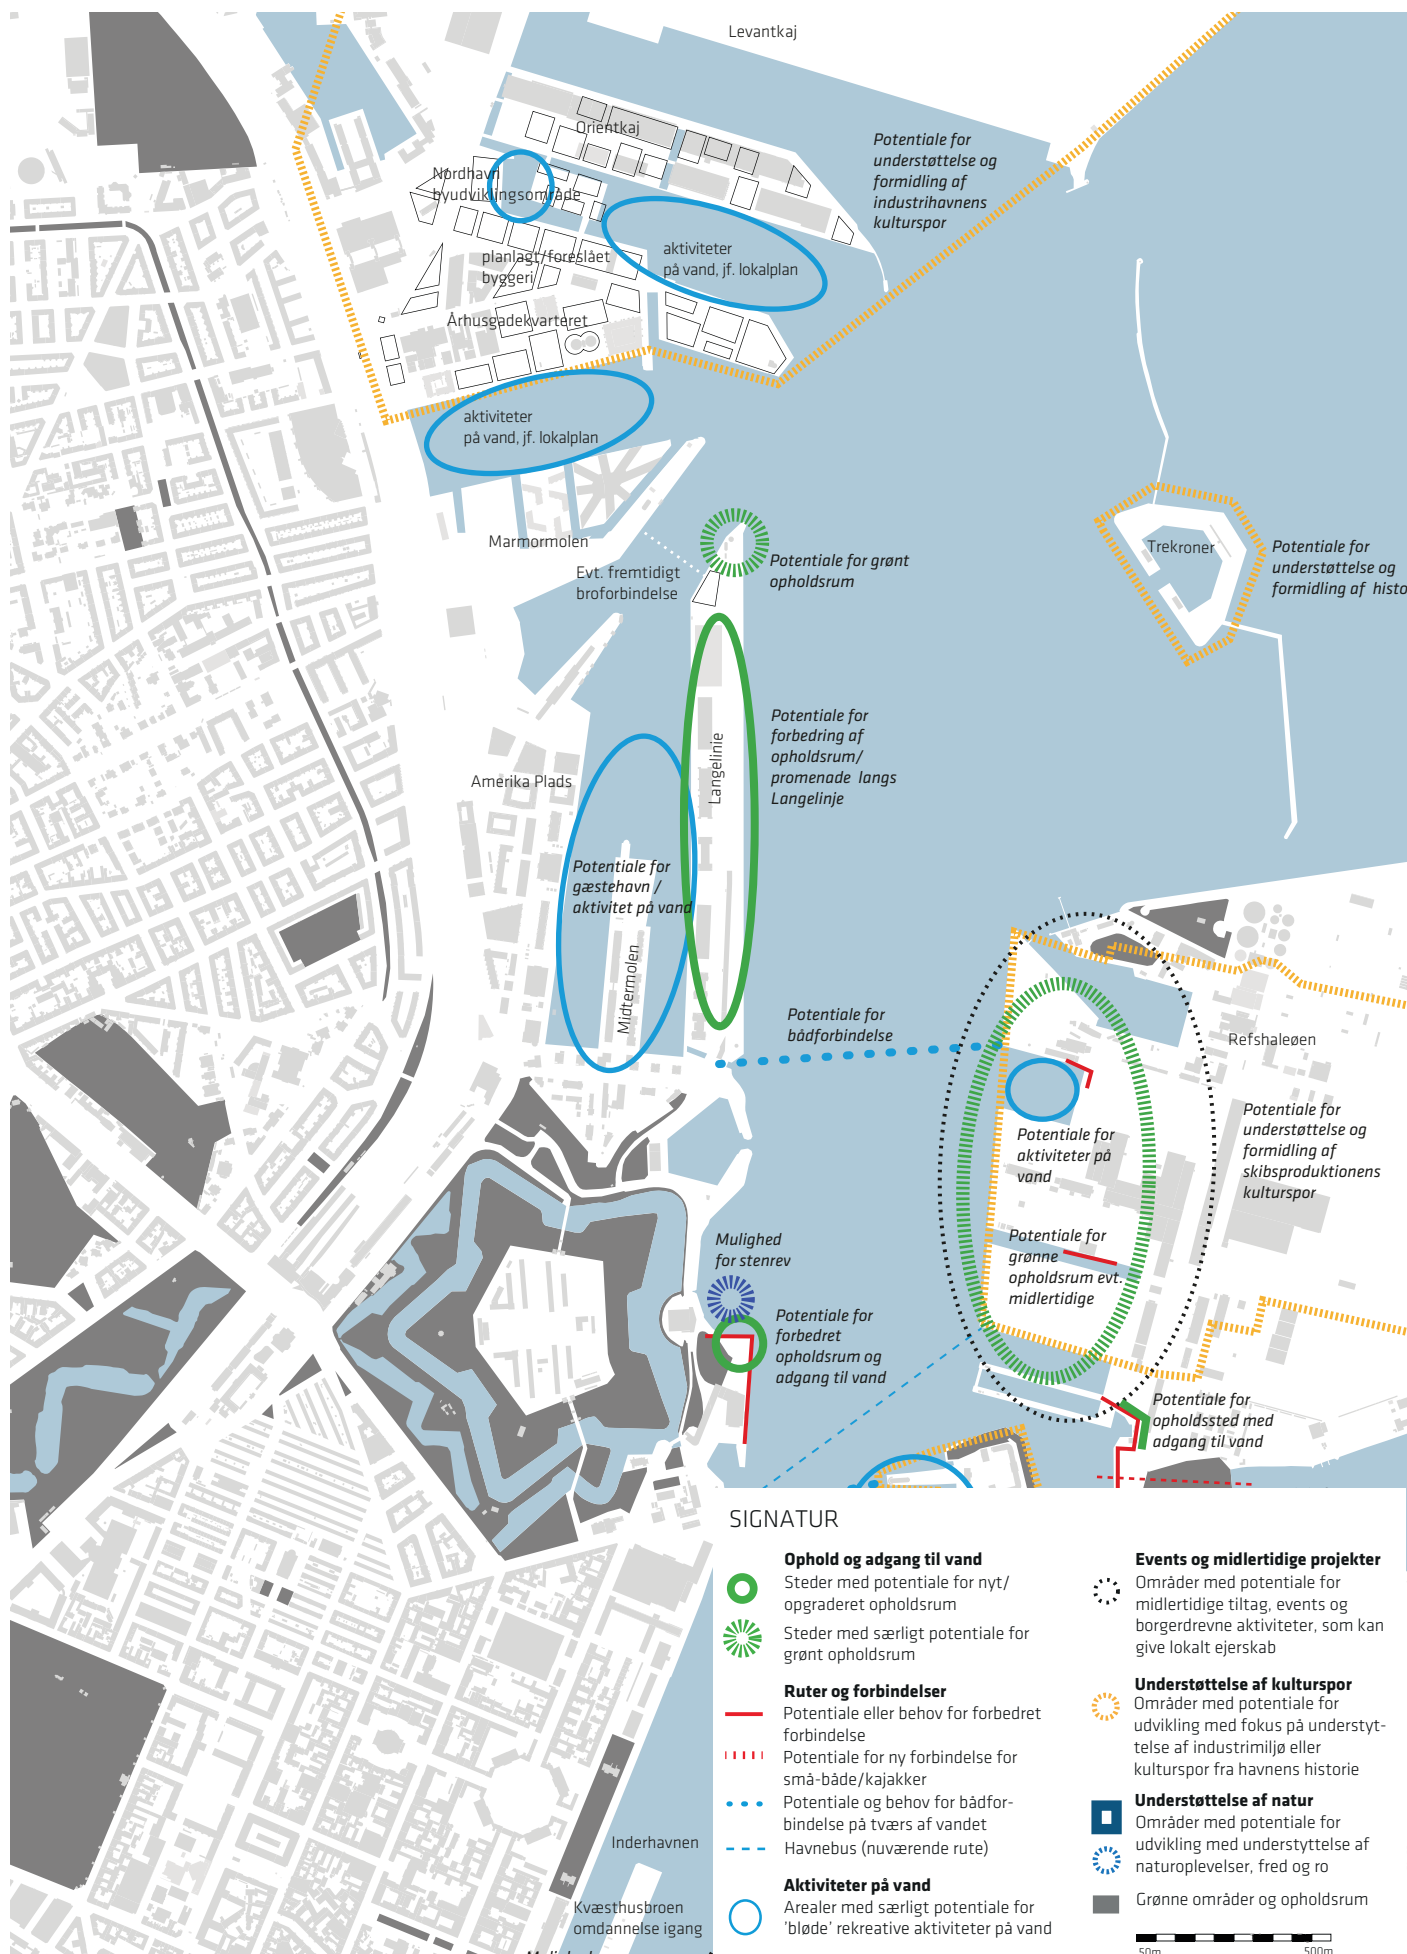 Levantkaj
Orientkaj
Potentiale for
understøttelse og
formidling af
industrihavnens
kulturspor
Nordhavn
byudviklingsområde
planlagt/foreslået
byggeri
aktiviteter
på vand, jf. lokalplan
Århusgadekvarteret
aktiviteter
på vand, jf. lokalplan
Marmormolen
Evt. fremtidigt
broforbindelse
Potentiale for grønt
opholdsrum
Trekroner
Potentiale for
understøttelse og
formidling af histo
Potentiale for
forbedring af
opholdsrum/
promenade langs
Langelinje
Langelinie
Amerika Plads
Potentiale for
gæstehavn /
aktivitet på vand
Midtermolen
Potentiale for
bådforbindelse
Refshaleøen
Potentiale for
aktiviteter på
vand
Potentiale for
understøttelse og
formidling af
skibsproduktionens
kulturspor
Potentiale for
grønne
opholdsrum evt.
midlertidige
Mulighed
for stenrev
Potentiale for
forbedret
opholdsrum og
adgang til vand
Potentiale for
opholdssted med
adgang til vand
SIGNATUR
Ophold og adgang til vand
Steder med potentiale for nyt/
opgraderet opholdsrum
Steder med særligt potentiale for
grønt opholdsrum
Ruter og forbindelser
Potentiale eller behov for forbedret
forbindelse
Potentiale for ny forbindelse for
små-både/kajakker
Potentiale og behov for bådfor-
bindelse på tværs af vandet
Havnebus (nuværende rute)
Aktiviteter på vand
Arealer med særligt potentiale for
'bløde' rekreative aktiviteter på vand
Events og midlertidige projekter
Områder med potentiale for
midlertidige tiltag, events og
borgerdrevne aktiviteter, som kan
give lokalt ejerskab
Understøttelse af kulturspor
Områder med potentiale for
udvikling med fokus på understyt-
telse af industrimiljø eller
kulturspor fra havnens historie
Understøttelse af natur
Områder med potentiale for
udvikling med understyttelse af
naturoplevelser, fred og ro
Grønne områder og opholdsrum
50m 500m
Inderhavnen
Kvæsthusbroen
omdannelse igang